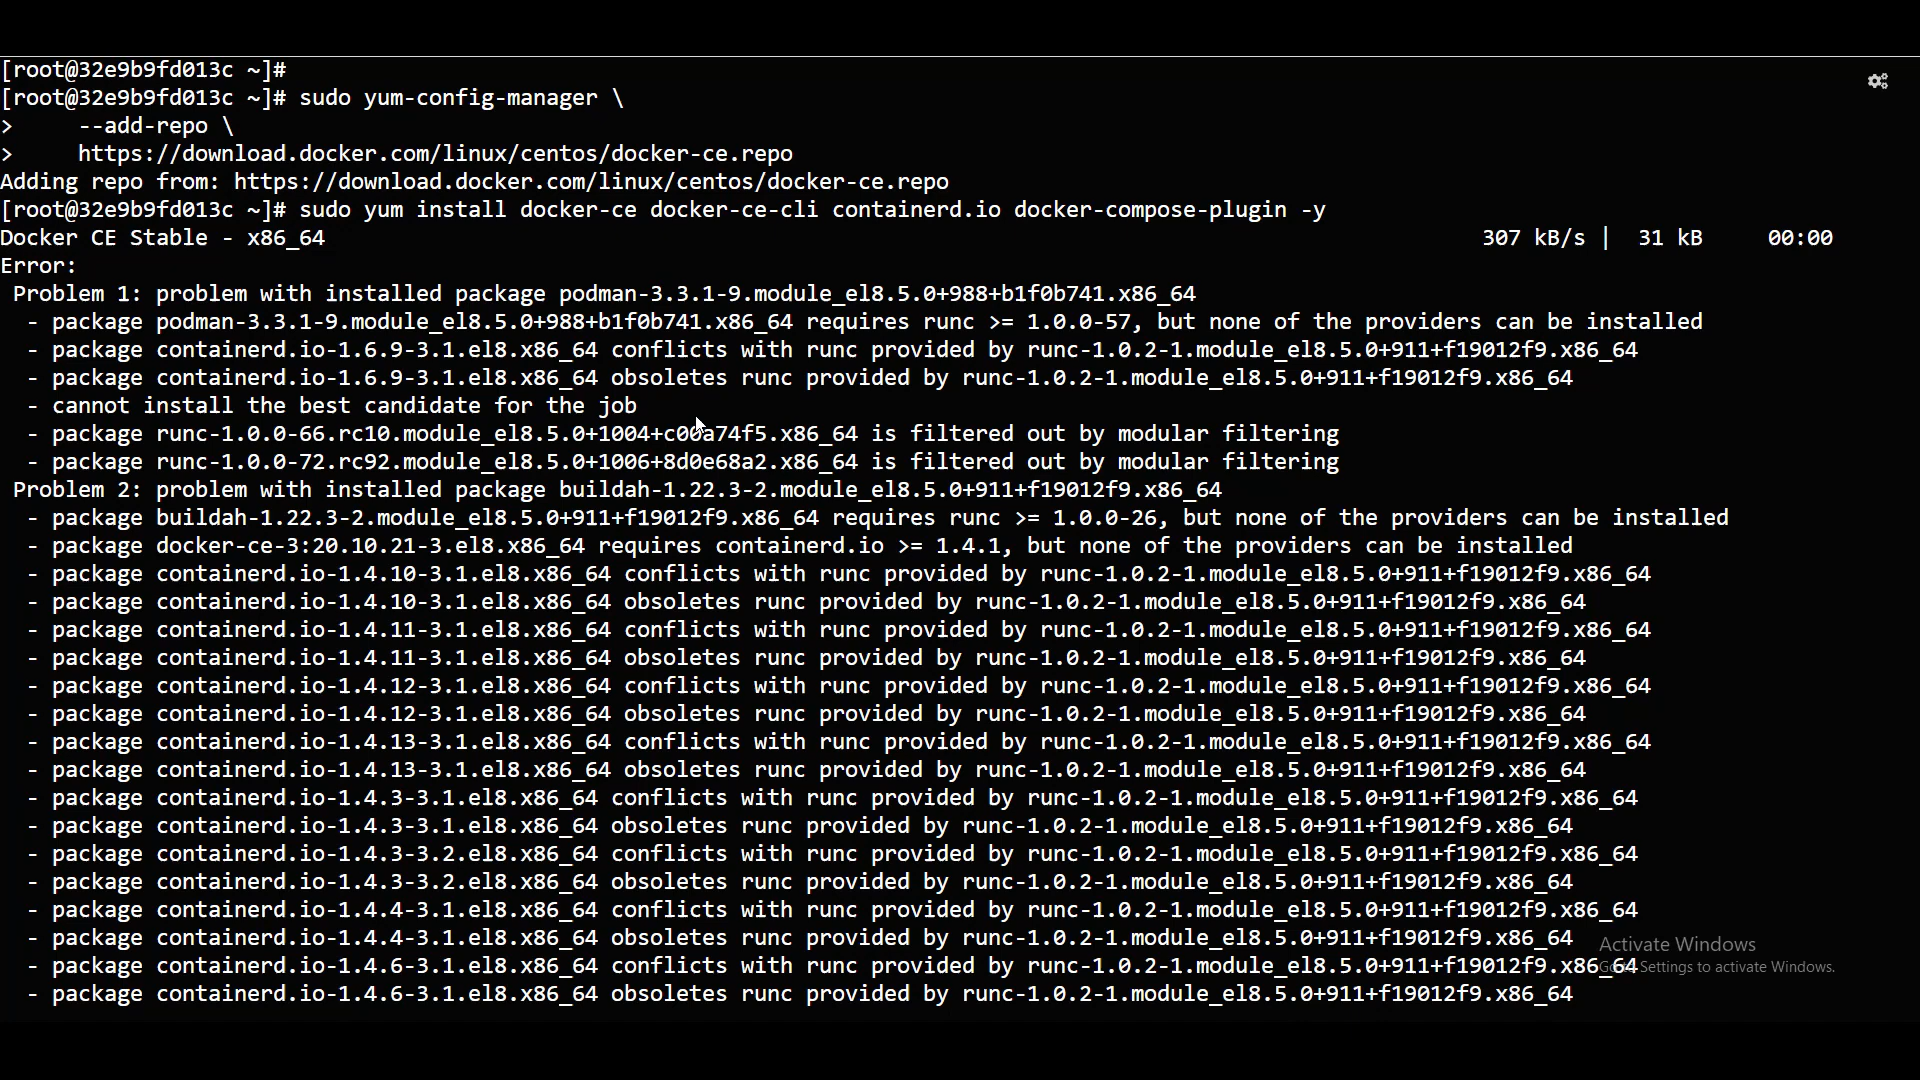 [root@32e9b9fd013c ~]#
[root@32e9b9fd013c ~]# sudo yum-config-manager \
>     --add-repo \
>     https://download.docker.com/linux/centos/docker-ce.repo
Adding repo from: https://download.docker.com/linux/centos/docker-ce.repo
[root@32e9b9fd013c ~]# sudo yum install docker-ce docker-ce-cli containerd.io docker-compose-plugin -y
Docker CE Stable - x86_64 307 kB/s | 31 kB 00:00
Error:
 Problem 1: problem with installed package podman-3.3.1-9.module_el8.5.0+988+b1f0b741.x86_64
  - package podman-3.3.1-9.module_el8.5.0+988+b1f0b741.x86_64 requires runc >= 1.0.0-57, but none of the providers can be installed
  - package containerd.io-1.6.9-3.1.el8.x86_64 conflicts with runc provided by runc-1.0.2-1.module_el8.5.0+911+f19012f9.x86_64
  - package containerd.io-1.6.9-3.1.el8.x86_64 obsoletes runc provided by runc-1.0.2-1.module_el8.5.0+911+f19012f9.x86_64
  - cannot install the best candidate for the job
  - package runc-1.0.0-66.rc10.module_el8.5.0+1004+c00a74f5.x86_64 is filtered out by modular filtering
  - package runc-1.0.0-72.rc92.module_el8.5.0+1006+8d0e68a2.x86_64 is filtered out by modular filtering
 Problem 2: problem with installed package buildah-1.22.3-2.module_el8.5.0+911+f19012f9.x86_64
  - package buildah-1.22.3-2.module_el8.5.0+911+f19012f9.x86_64 requires runc >= 1.0.0-26, but none of the providers can be installed
  - package docker-ce-3:20.10.21-3.el8.x86_64 requires containerd.io >= 1.4.1, but none of the providers can be installed
  - package containerd.io-1.4.10-3.1.el8.x86_64 conflicts with runc provided by runc-1.0.2-1.module_el8.5.0+911+f19012f9.x86_64
  - package containerd.io-1.4.10-3.1.el8.x86_64 obsoletes runc provided by runc-1.0.2-1.module_el8.5.0+911+f19012f9.x86_64
  - package containerd.io-1.4.11-3.1.el8.x86_64 conflicts with runc provided by runc-1.0.2-1.module_el8.5.0+911+f19012f9.x86_64
  - package containerd.io-1.4.11-3.1.el8.x86_64 obsoletes runc provided by runc-1.0.2-1.module_el8.5.0+911+f19012f9.x86_64
  - package containerd.io-1.4.12-3.1.el8.x86_64 conflicts with runc provided by runc-1.0.2-1.module_el8.5.0+911+f19012f9.x86_64
  - package containerd.io-1.4.12-3.1.el8.x86_64 obsoletes runc provided by runc-1.0.2-1.module_el8.5.0+911+f19012f9.x86_64
  - package containerd.io-1.4.13-3.1.el8.x86_64 conflicts with runc provided by runc-1.0.2-1.module_el8.5.0+911+f19012f9.x86_64
  - package containerd.io-1.4.13-3.1.el8.x86_64 obsoletes runc provided by runc-1.0.2-1.module_el8.5.0+911+f19012f9.x86_64
  - package containerd.io-1.4.3-3.1.el8.x86_64 conflicts with runc provided by runc-1.0.2-1.module_el8.5.0+911+f19012f9.x86_64
  - package containerd.io-1.4.3-3.1.el8.x86_64 obsoletes runc provided by runc-1.0.2-1.module_el8.5.0+911+f19012f9.x86_64
  - package containerd.io-1.4.3-3.2.el8.x86_64 conflicts with runc provided by runc-1.0.2-1.module_el8.5.0+911+f19012f9.x86_64
  - package containerd.io-1.4.3-3.2.el8.x86_64 obsoletes runc provided by runc-1.0.2-1.module_el8.5.0+911+f19012f9.x86_64
  - package containerd.io-1.4.4-3.1.el8.x86_64 conflicts with runc provided by runc-1.0.2-1.module_el8.5.0+911+f19012f9.x86_64
  - package containerd.io-1.4.4-3.1.el8.x86_64 obsoletes runc provided by runc-1.0.2-1.module_el8.5.0+911+f19012f9.x86_64
  - package containerd.io-1.4.6-3.1.el8.x86_64 conflicts with runc provided by runc-1.0.2-1.module_el8.5.0+911+f19012f9.x86_64
  - package containerd.io-1.4.6-3.1.el8.x86_64 obsoletes runc provided by runc-1.0.2-1.module_el8.5.0+911+f19012f9.x86_64
Activate Windows
Settings to activate Windows.